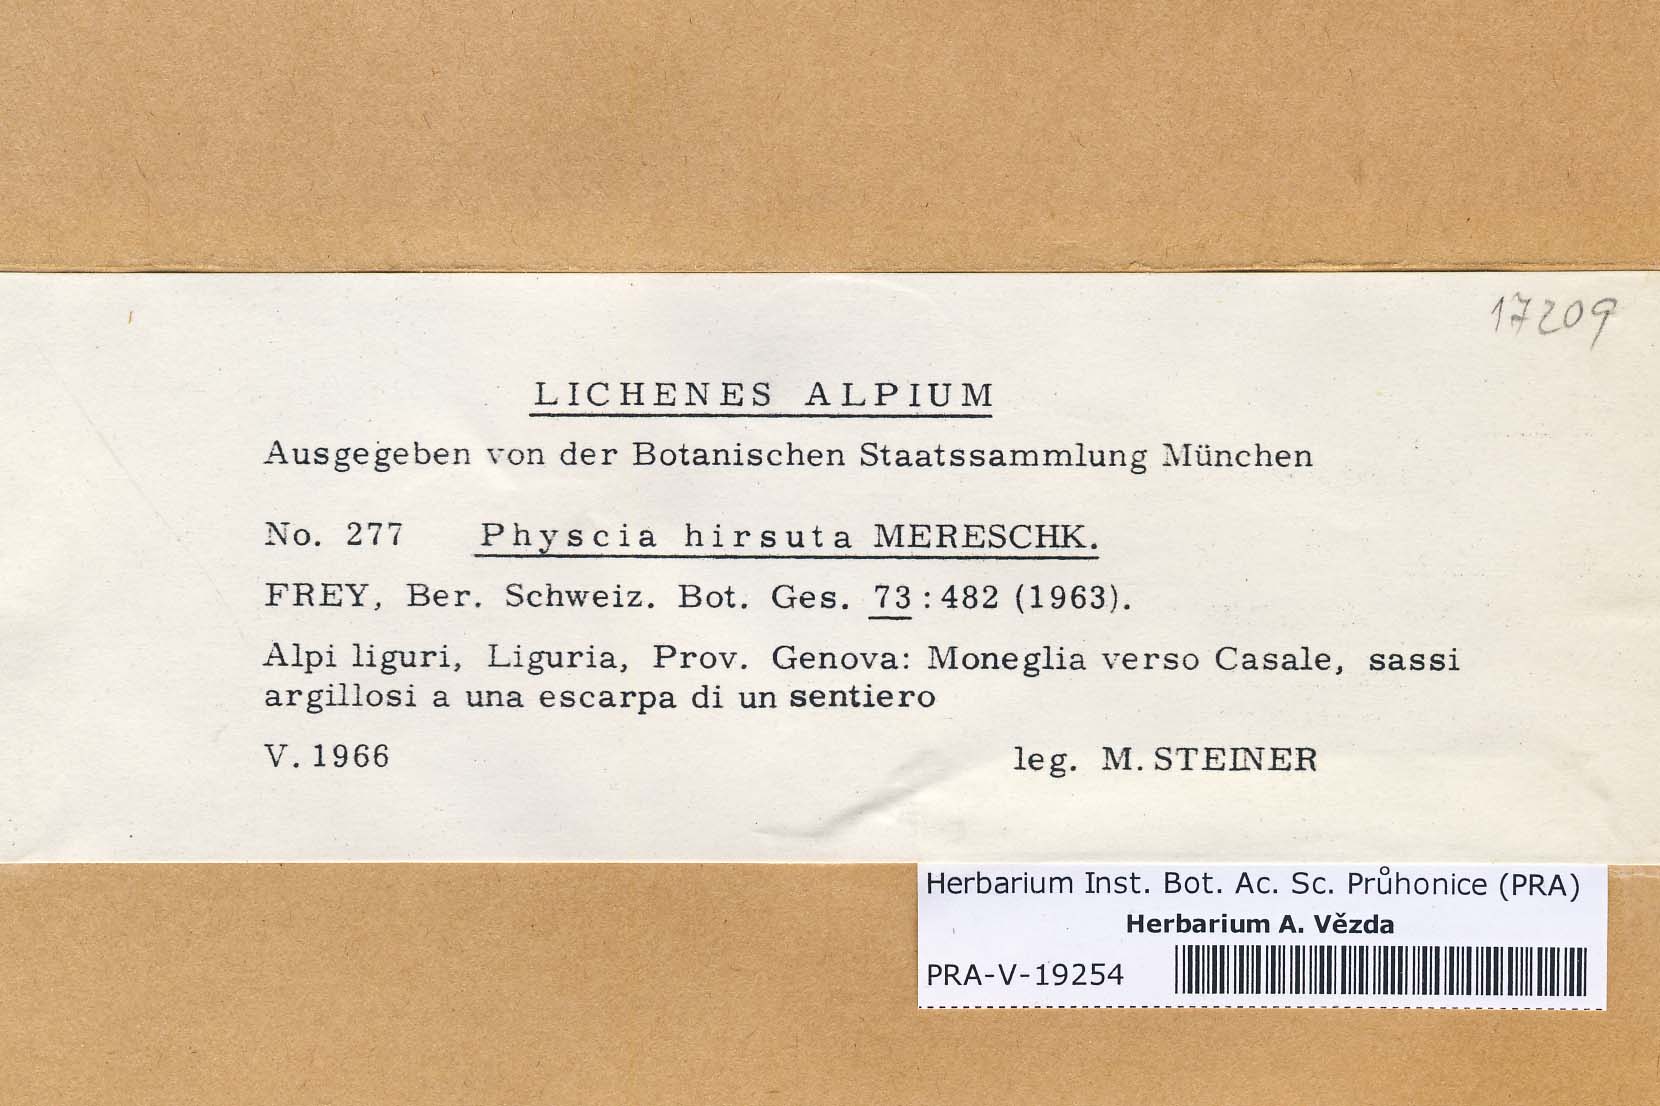 17209
LICHENES ALPIUM
Ausgegeben von der Botanischen Staatssammlung München
No. 277 Physcia hirsuta MERESCHK.
FREY, Ber. Schweiz. Bot. Ges. 73 : 482 (1963).
Alpi liguri, Liguria, Prov. Genova: Moneglia verso Casale, sassi
argillosi a una escarpa di un sentiero
V. 1966 leg. M. STEINER
Herbarium Inst. Bot. Ac. Sc. Průhonice (PRA)
Herbarium A. Vězda
PRA-V-19254